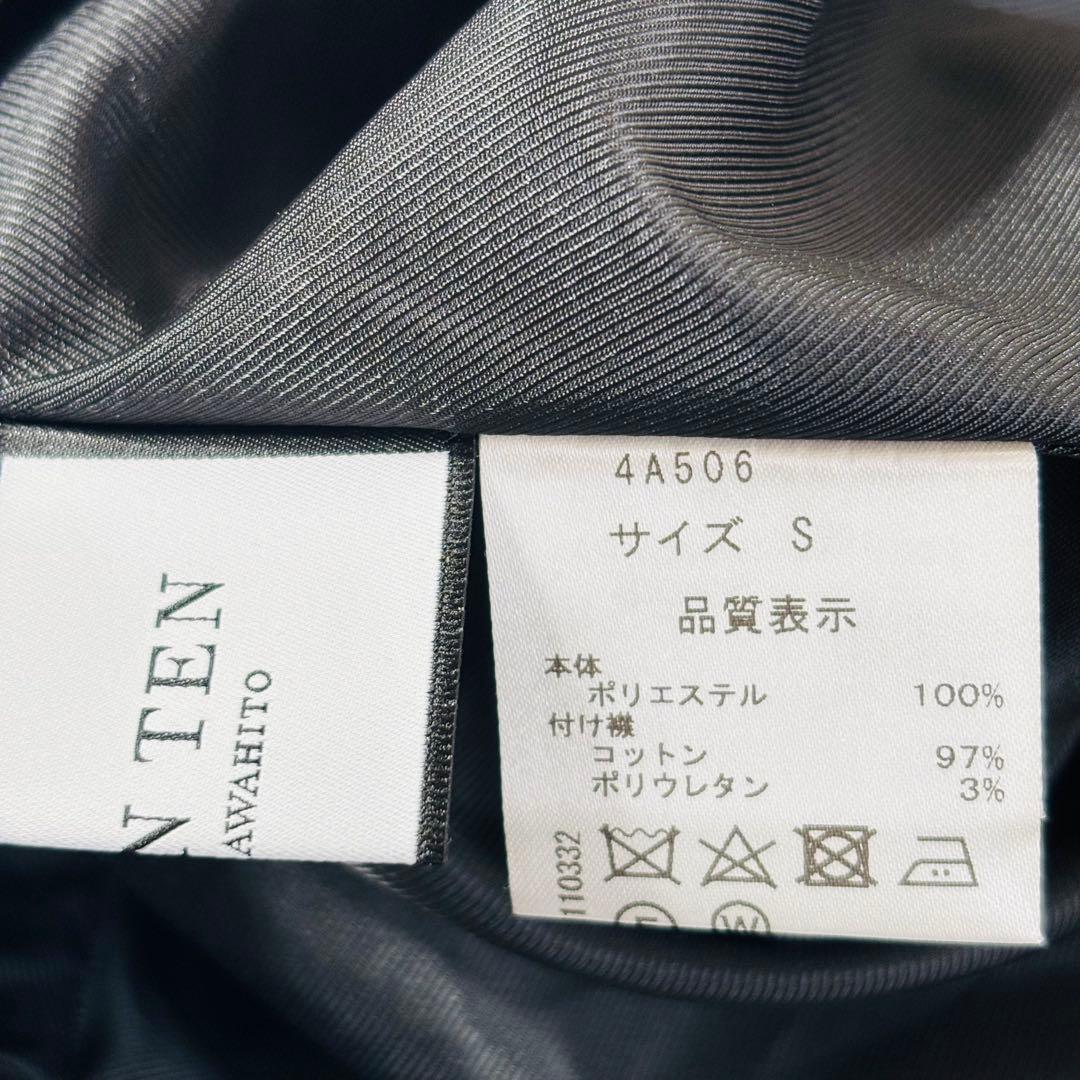 N TEN
AWAHITO
4A506
サイズ S
品質表示
本体
ポリエステル 100%
付け襟
コットン 97%
ポリウレタン 3%
110332
W